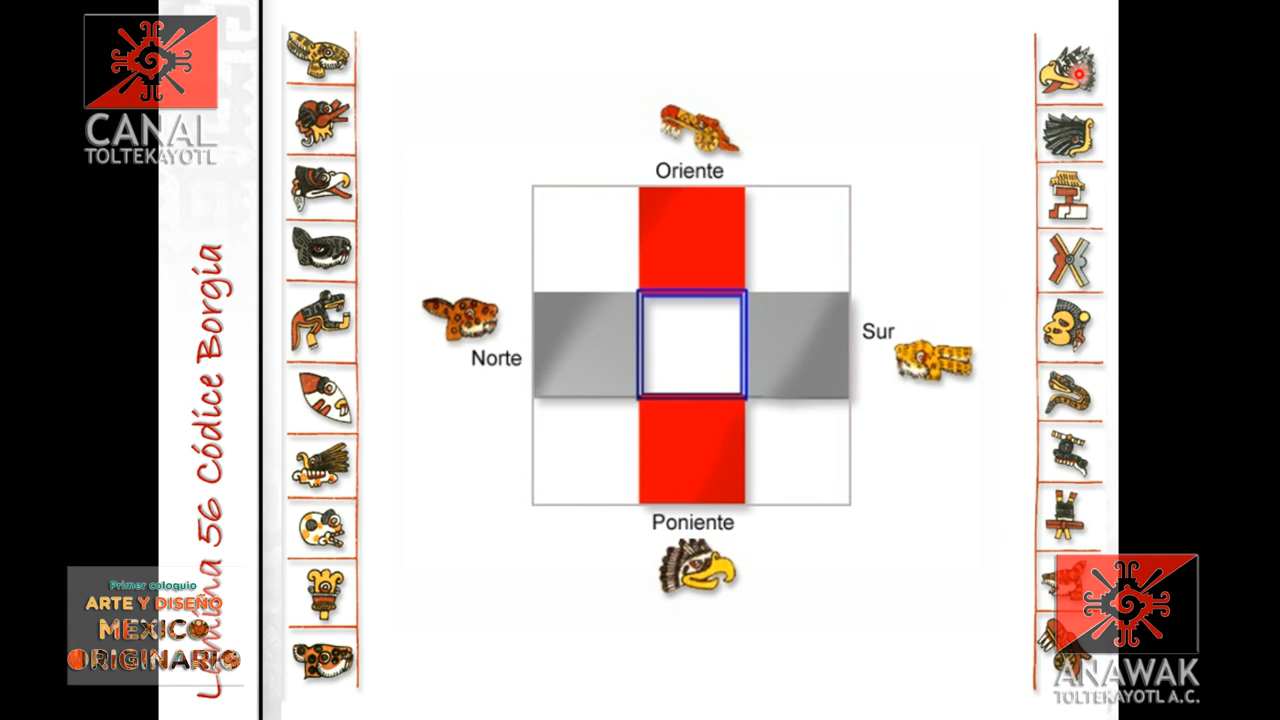 CANAL
TOLTEKAYOTL
Lámina 56 Códice Borgia
Oriente
Norte
Sur
Poniente
Primer coloquio
ARTE Y DISEÑO
MEXICO
ORIGINARIO
ANAWAK
TOLTEKAYOTL A.C.